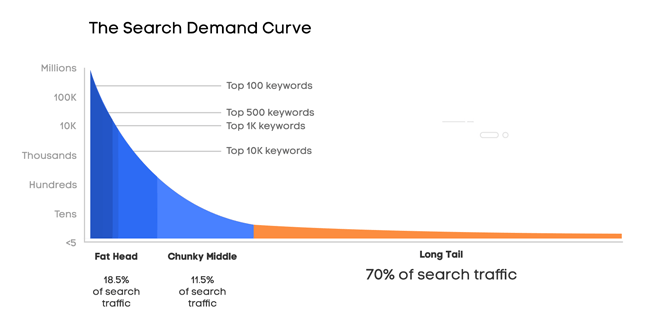 The Search Demand Curve
Millions
100K
10K
Thousands
Hundreds
Tens
<5
Top 100 keywords
Top 500 keywords
Top 1K keywords
Top 10K keywords
Fat Head
18.5%
of search
traffic
Chunky Middle
11.5%
of search
traffic
Long Tail
70% of search traffic